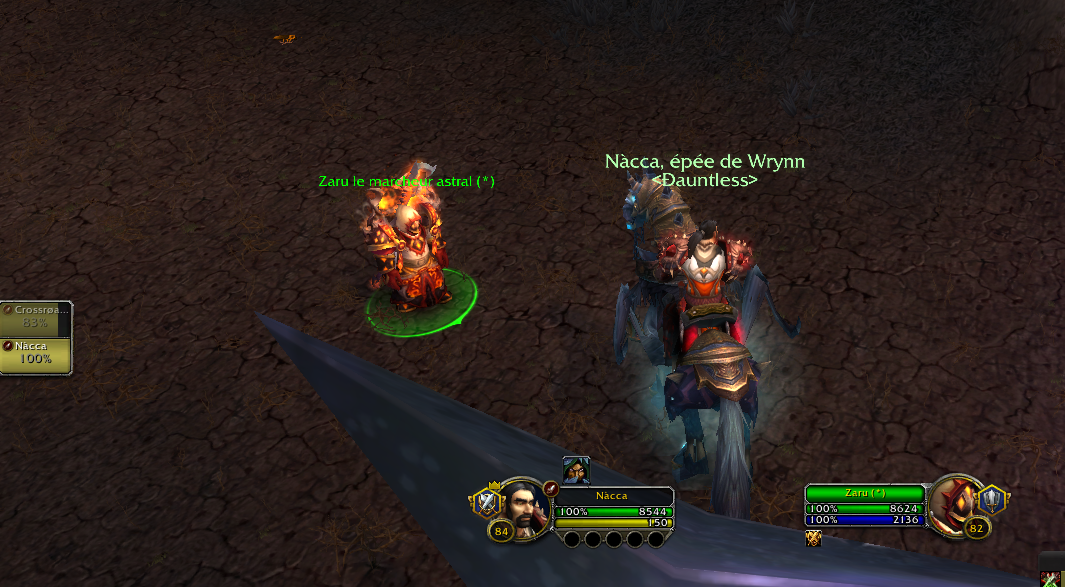 Nàcca, épée de Wrynn
<Dauntless>
Zaru le marcheur astral (*)
Crossrøa...
83%
Nàcca
100%
Nàcca
100% 8544
150
84
Zaru (*)
100% 8624
100% 2136
82